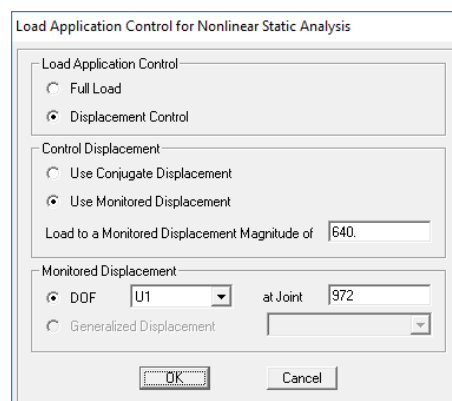 Load Application Control for Nonlinear Static Analysis
Load Application Control
Full Load
Displacement Control
Control Displacement
Use Conjugate Displacement
Use Monitored Displacement
Load to a Monitored Displacement Magnitude of 640.
Monitored Displacement
DOF U1 at Joint 972
Generalized Displacement
OK Cancel